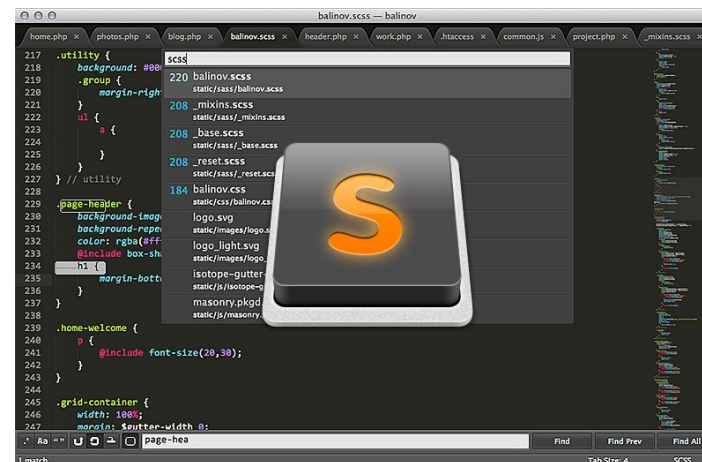 balinov.scss — balinov
home.php × photos.php × blog.php × balinov.scss × header.php × work.php × .htaccess × common.js × project.php × _mixins.scss ×
scss
220 balinov.scss
static/sass/balinov.scss
208 _mixins.scss
static/sass/_mixins.scss
208 _base.scss
static/sass/_base.scss
208 _reset.scss
static/sass/_reset.scss
184 balinov.css
static/css/balinov.css
logo.svg
static/images/logo.s
logo_light.svg
static/images/logo_
isotope-gutter-
static/js/isotope-g
masonry.pkgd.
static/js/masonry.
217 .utility {
218 background: #00
219 .group {
220 margin-righ
221 }
222 ul {
223 a {
224
225 }
226 }
227 } // utility
228
229 .page-header {
230 background-imag
231 background-repe
232 color: rgba(#ff
233 @include box-sh
234 h1 {
235 margin-bott
236 }
237 }
238
239 .home-welcome {
240 p {
241 @include font-size(20,30);
242 }
243 }
244
245 .grid-container {
246 width: 100%;
247 margin: $gutter-width 0;
S
.* Aa “” page-hea Find Find Prev Find All
1 match Tab Size: 4 SCSS